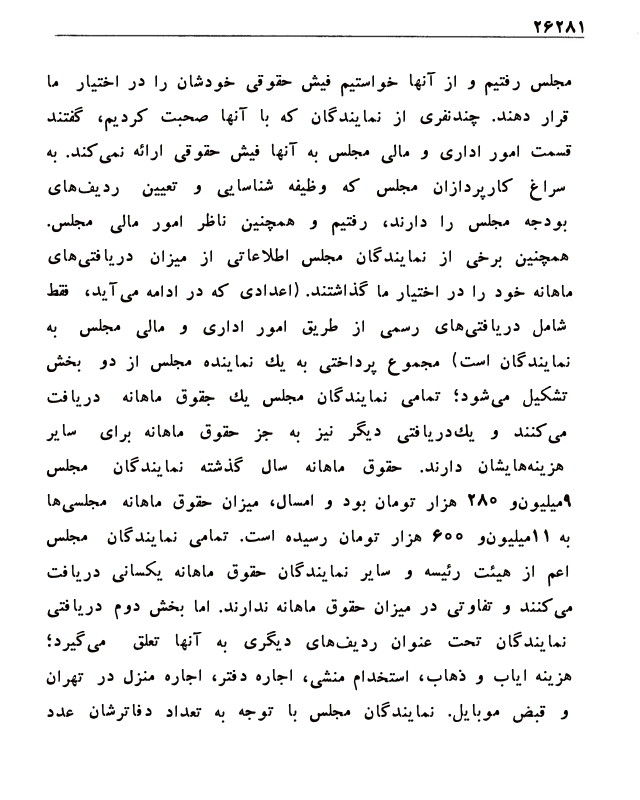 ۲۶۲۸۱
مجلس رفتیم و از آنها خواستیم فیش حقوقی خودشان را در اختیار ما
قرار دهند. چندنفری از نمایندگان که با آنها صحبت کردیم، گفتند
قسمت امور اداری و مالی مجلس به آنها فیش حقوقی ارائه نمی‌کند. به
سراغ کارپردازان مجلس که وظیفه شناسایی و تعیین ردیف‌های
بودجه مجلس را دارند، رفتیم و همچنین ناظر امور مالی مجلس.
همچنین برخی از نمایندگان مجلس اطلاعاتی از میزان دریافتی‌های
ماهانه خود را در اختیار ما گذاشتند. (اعدادی که در ادامه می‌آید، فقط
شامل دریافتی‌های رسمی از طریق امور اداری و مالی مجلس به
نمایندگان است) مجموع پرداختی به یك نماینده مجلس از دو بخش
تشکیل می‌شود؛ تمامی نمایندگان مجلس یك جقوق ماهانه دریافت
می‌کنند و یك‌دریافتی دیگر نیز به جز حقوق ماهانه برای سایر
هزینه‌هایشان دارند. حقوق ماهانه سال گذشته نمایندگان مجلس
۹میلیون‌و ۲۸۰ هزار تومان بود و امسال، میزان حقوق ماهانه مجلسی‌ها
به ۱۱میلیون‌و ۶۰۰ هزار تومان رسیده است. تمامی نمایندگان مجلس
اعم از هیئت رئیسه و سایر نمایندگان حقوق ماهانه یکسانی دریافت
می‌کنند و تفاوتی در میزان حقوق ماهانه ندارند. اما بخش دوم دریافتی
نمایندگان تحت عنوان ردیف‌های دیگری به آنها تعلق می‌گیرد؛
هزینه ایاب و ذهاب، استخدام منشی، اجاره دفتر، اجاره منزل در تهران
و قبض موبایل. نمایندگان مجلس با توجه به تعداد دفاترشان عدد